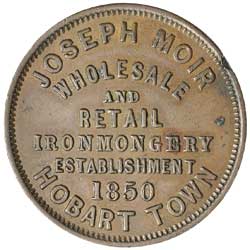 JOSEPH MOIR
WHOLESALE
AND
RETAIL
IRONMONGERY
ESTABLISHMENT
1850
HOBART TOWN